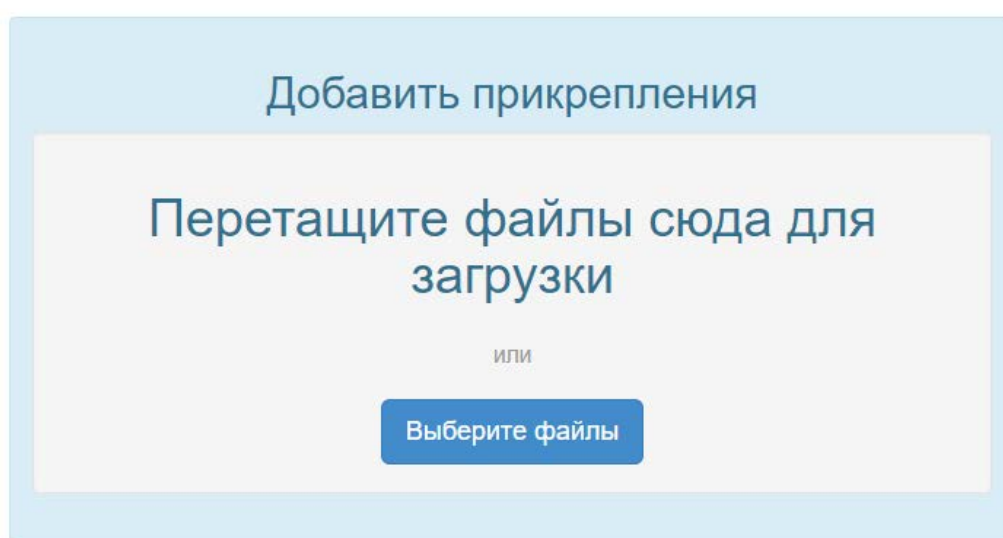 Добавить прикрепления
Перетащите файлы сюда для
загрузки
или
Выберите файлы